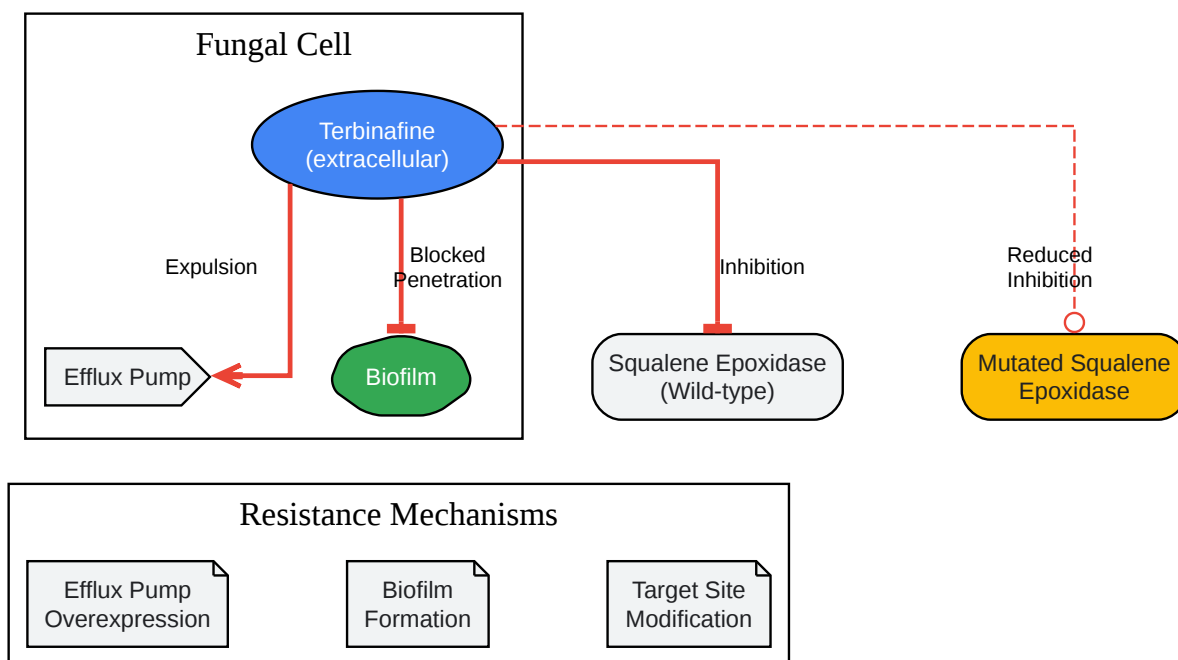 Fungal Cell
Terbinafine
(extracellular)
Expulsion
Blocked
Penetration
Inhibition
Reduced
Inhibition
Efflux Pump
Biofilm
Squalene Epoxidase
(Wild-type)
Mutated Squalene
Epoxidase
Resistance Mechanisms
Efflux Pump
Overexpression
Biofilm
Formation
Target Site
Modification